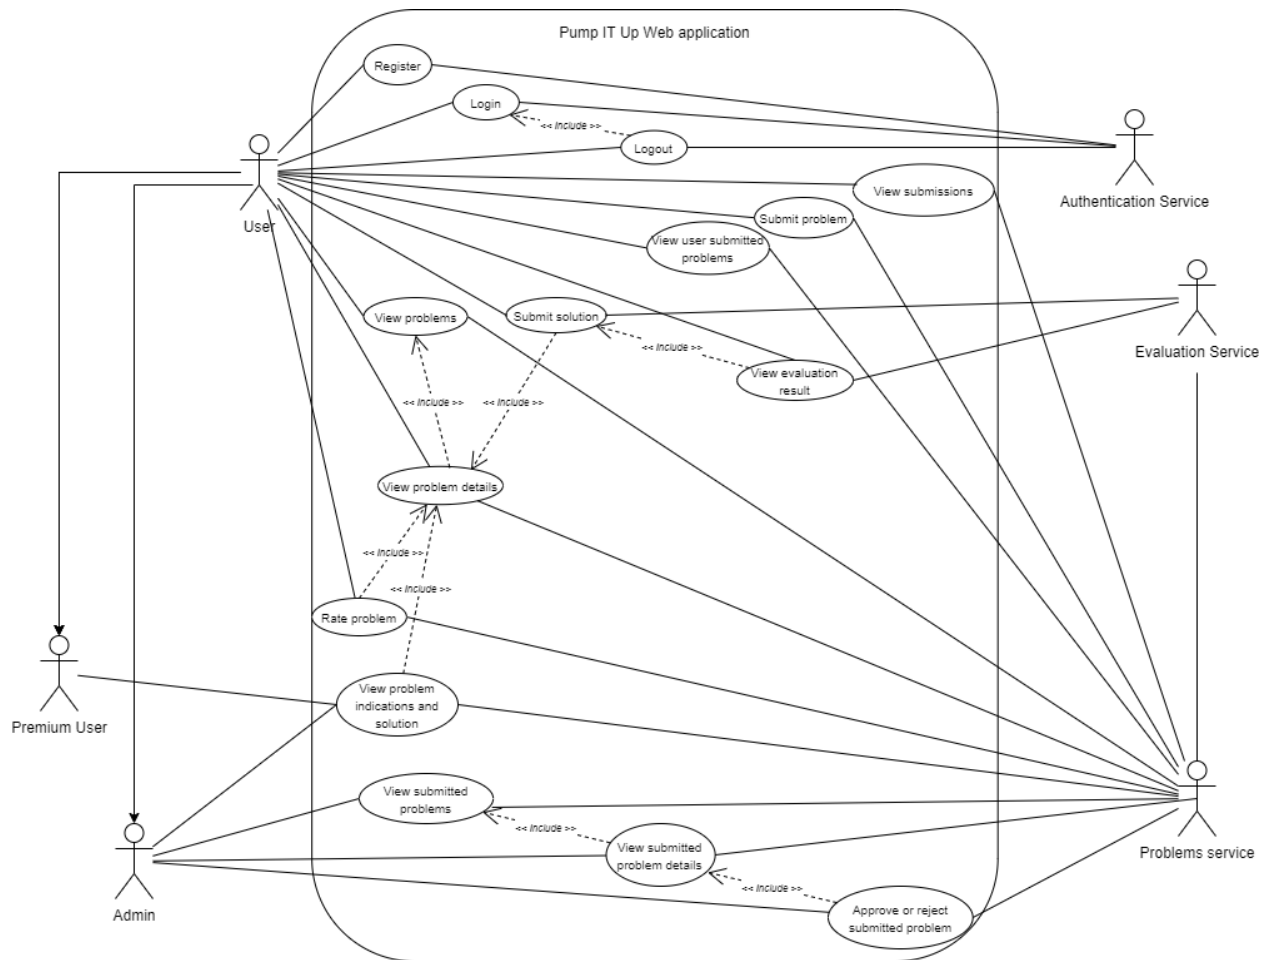 Pump IT Up Web application
Register
Login
<< Include >>
Logout
User
View submissions
Authentication Service
Submit problem
View user submitted
problems
View problems
Submit solution
<< Include >>
Evaluation Service
View evaluation
result
<< Include >>
<< Include >>
View problem details
<< Include >>
<< Include >>
Rate problem
View problem
indications and
solution
Premium User
View submitted
problems
<< Include >>
View submitted
problem details
Problems service
<< Include >>
Admin
Approve or reject
submitted problem